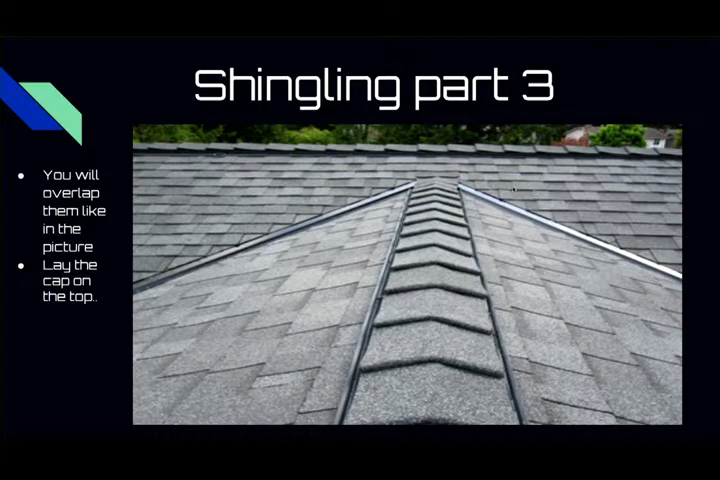 Shingling part 3
● You will
overlap
them like
in the
picture
● Lay the
cap on
the top..